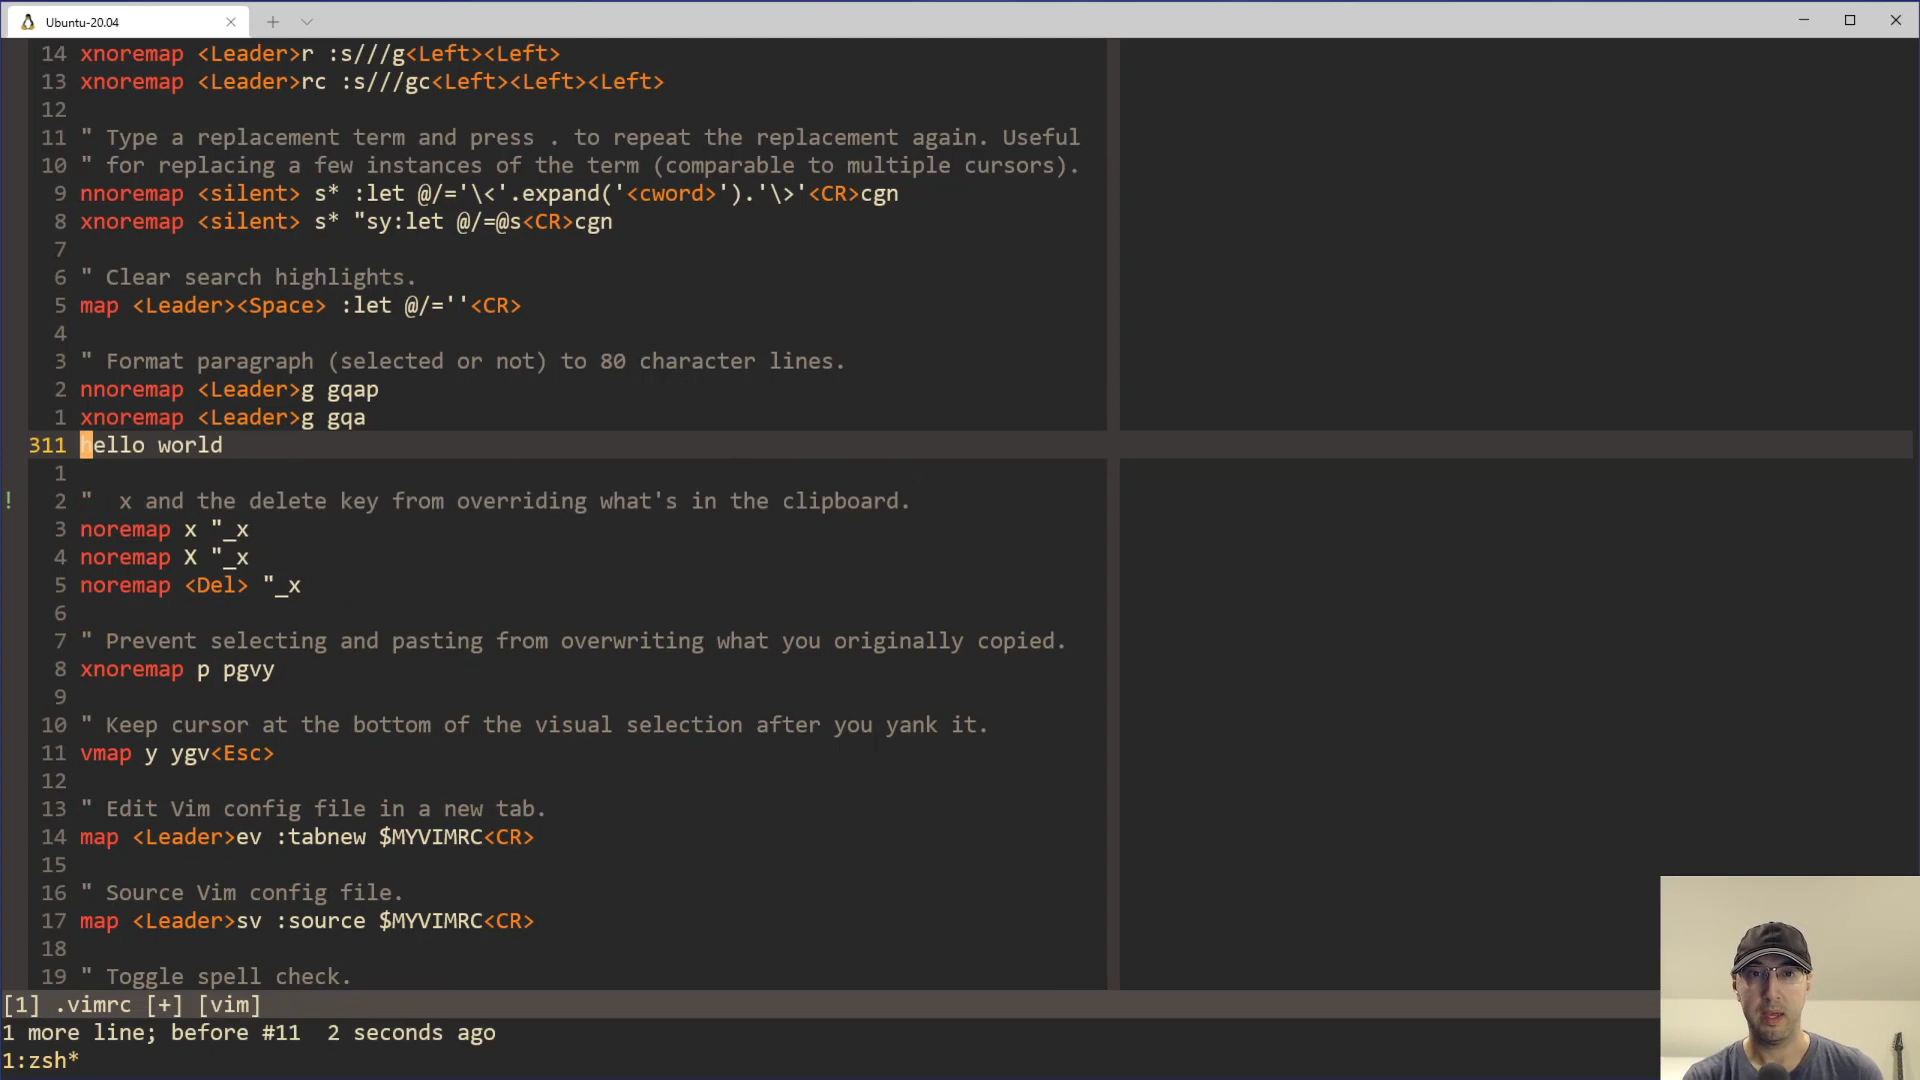 Ubuntu-20.04
14 xnoremap <Leader>r :s///g<Left><Left>
13 xnoremap <Leader>rc :s///gc<Left><Left><Left>
12
11 " Type a replacement term and press . to repeat the replacement again. Useful
10 " for replacing a few instances of the term (comparable to multiple cursors).
9 nnoremap <silent> s* :let @/='\<'.expand('<cword>').'\>'<CR>cgn
8 xnoremap <silent> s* "sy:let @/=@s<CR>cgn
7
6 " Clear search highlights.
5 map <Leader><Space> :let @/=''<CR>
4
3 " Format paragraph (selected or not) to 80 character lines.
2 nnoremap <Leader>g gqap
1 xnoremap <Leader>g gqa
311 hello world
1
! 2 "  x and the delete key from overriding what's in the clipboard.
3 noremap x "_x
4 noremap X "_x
5 noremap <Del> "_x
6
7 " Prevent selecting and pasting from overwriting what you originally copied.
8 xnoremap p pgvy
9
10 " Keep cursor at the bottom of the visual selection after you yank it.
11 vmap y ygv<Esc>
12
13 " Edit Vim config file in a new tab.
14 map <Leader>ev :tabnew $MYVIMRC<CR>
15
16 " Source Vim config file.
17 map <Leader>sv :source $MYVIMRC<CR>
18
19 " Toggle spell check.
[1] .vimrc [+] [vim]
1 more line; before #11  2 seconds ago
1:zsh*